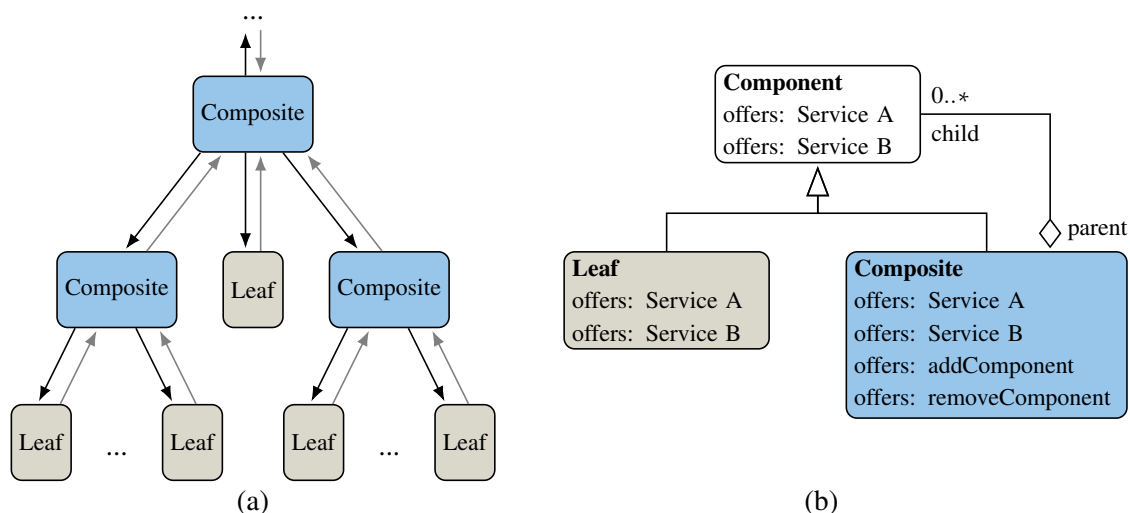 ...
Composite
Composite
Leaf
Composite
Leaf
...
Leaf
Leaf
...
Leaf
(a)
Component
offers: Service A
offers: Service B
0..*
child
parent
Leaf
offers: Service A
offers: Service B
Composite
offers: Service A
offers: Service B
offers: addComponent
offers: removeComponent
(b)